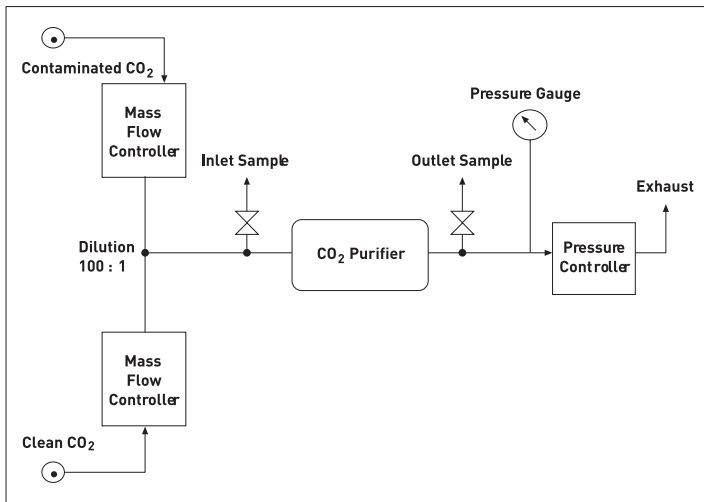 Contaminated CO2
Mass
Flow
Controller
Pressure Gauge
Inlet Sample
Outlet Sample
Exhaust
Dilution
100 : 1
CO2 Purifier
Pressure
Controller
Mass
Flow
Controller
Clean CO2